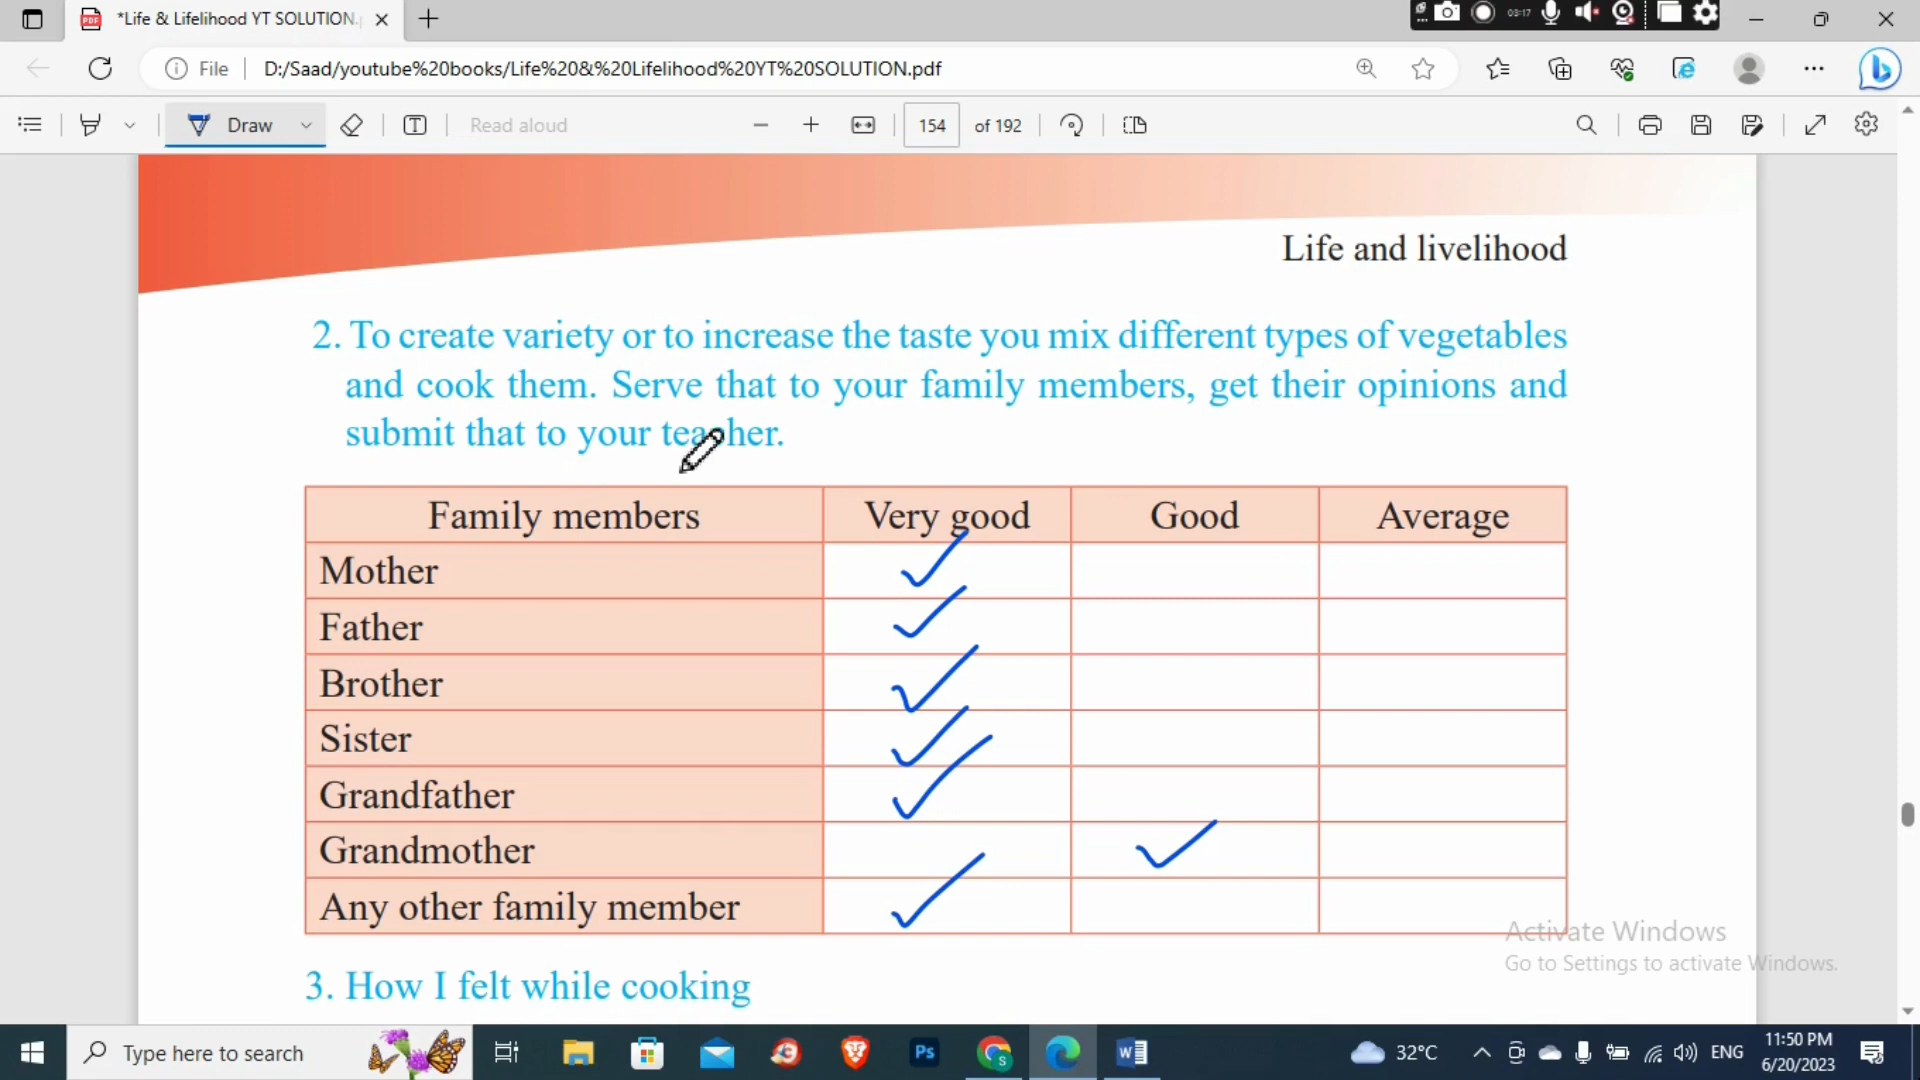 *Life & Lifelihood YT SOLUTION.
03:17
File
D:/Saad/youtube%20books/Life%20&%20Lifelihood%20YT%20SOLUTION.pdf
Draw
Read aloud
154 of 192
Life and livelihood
2. To create variety or to increase the taste you mix different types of vegetables
and cook them. Serve that to your family members, get their opinions and
submit that to your teacher.
Family members Very good Good Average
Mother
Father
Brother
Sister
Grandfather
Grandmother
Any other family member
Activate Windows
Go to Settings to activate Windows.
3. How I felt while cooking
Type here to search
Ps
32°C
ENG
11:50 PM
6/20/2023